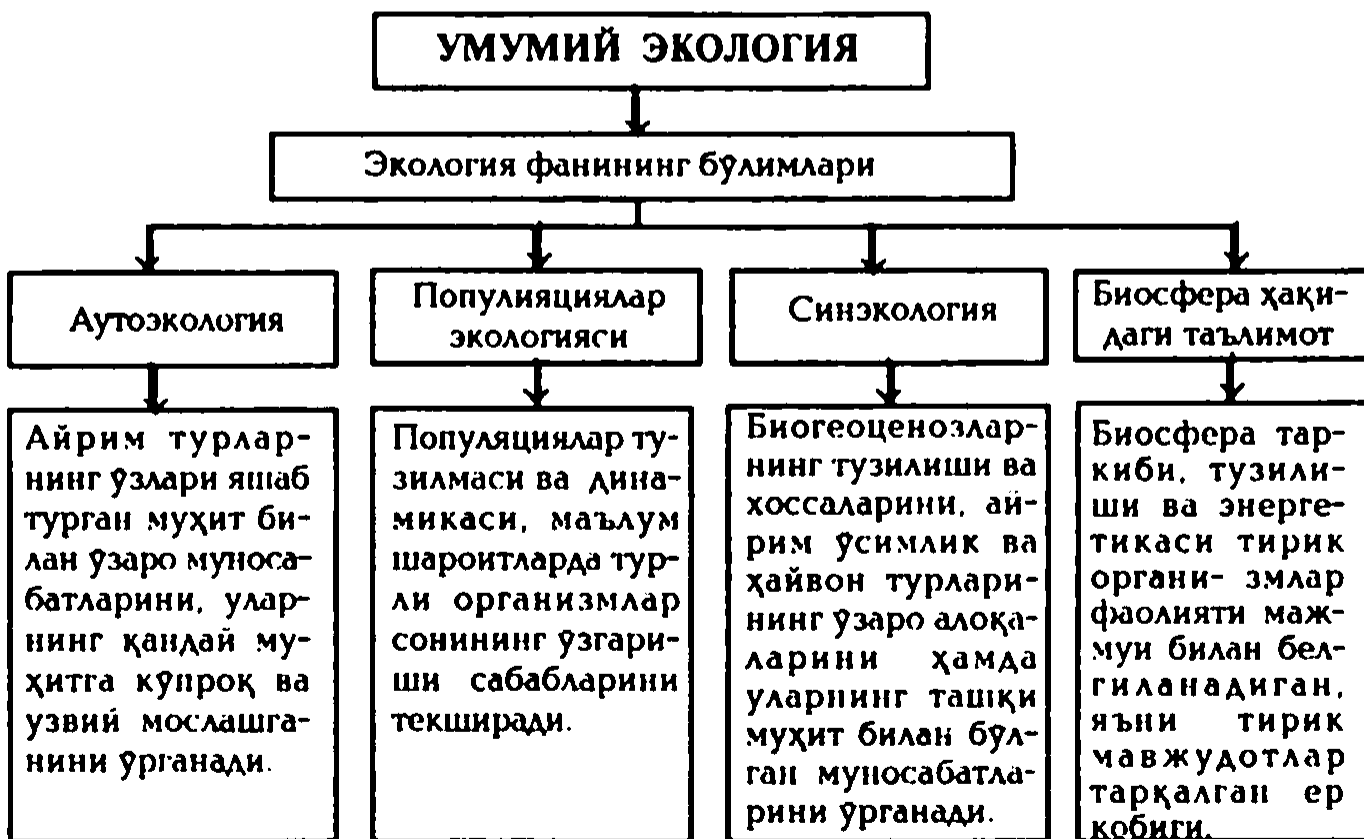 УМУМИЙ ЭКОЛОГИЯ
Экология фанининг бўлимлари
Аутоэкология
Популияциялар
экологияси
Синэкология
Биосфера ҳақи-
даги таълимот
Айрим турлар-
нинг ўзлари яшаб
турган муҳит би-
лан ўзаро муноса-
батларини, улар-
нинг қандай му-
ҳитга кўпроқ ва
узвий мослашга-
нини ўрганади.
Популяциялар ту-
зилмаси ва дина-
микаси, маълум
шароитларда тур-
ли организмлар
сонининг ўзгари-
ши сабабларини
текширади.
Биогеоценозлар-
нинг тузилиши ва
хоссаларини, ай-
рим ўсимлик ва
ҳайвон турлари-
нинг ўзаро алоқа-
ларини ҳамда
уларнинг ташқи
муҳит билан бўл-
ган муносабатла-
рини ўрганади.
Биосфера тар-
киби, тузили-
ши ва энерге-
тикаси тирик
органи- змлар
фаолияти маж-
муи билан бел-
гиланадиган,
яъни тирик
мавжудотлар
тарқалган ер
қобиғи.